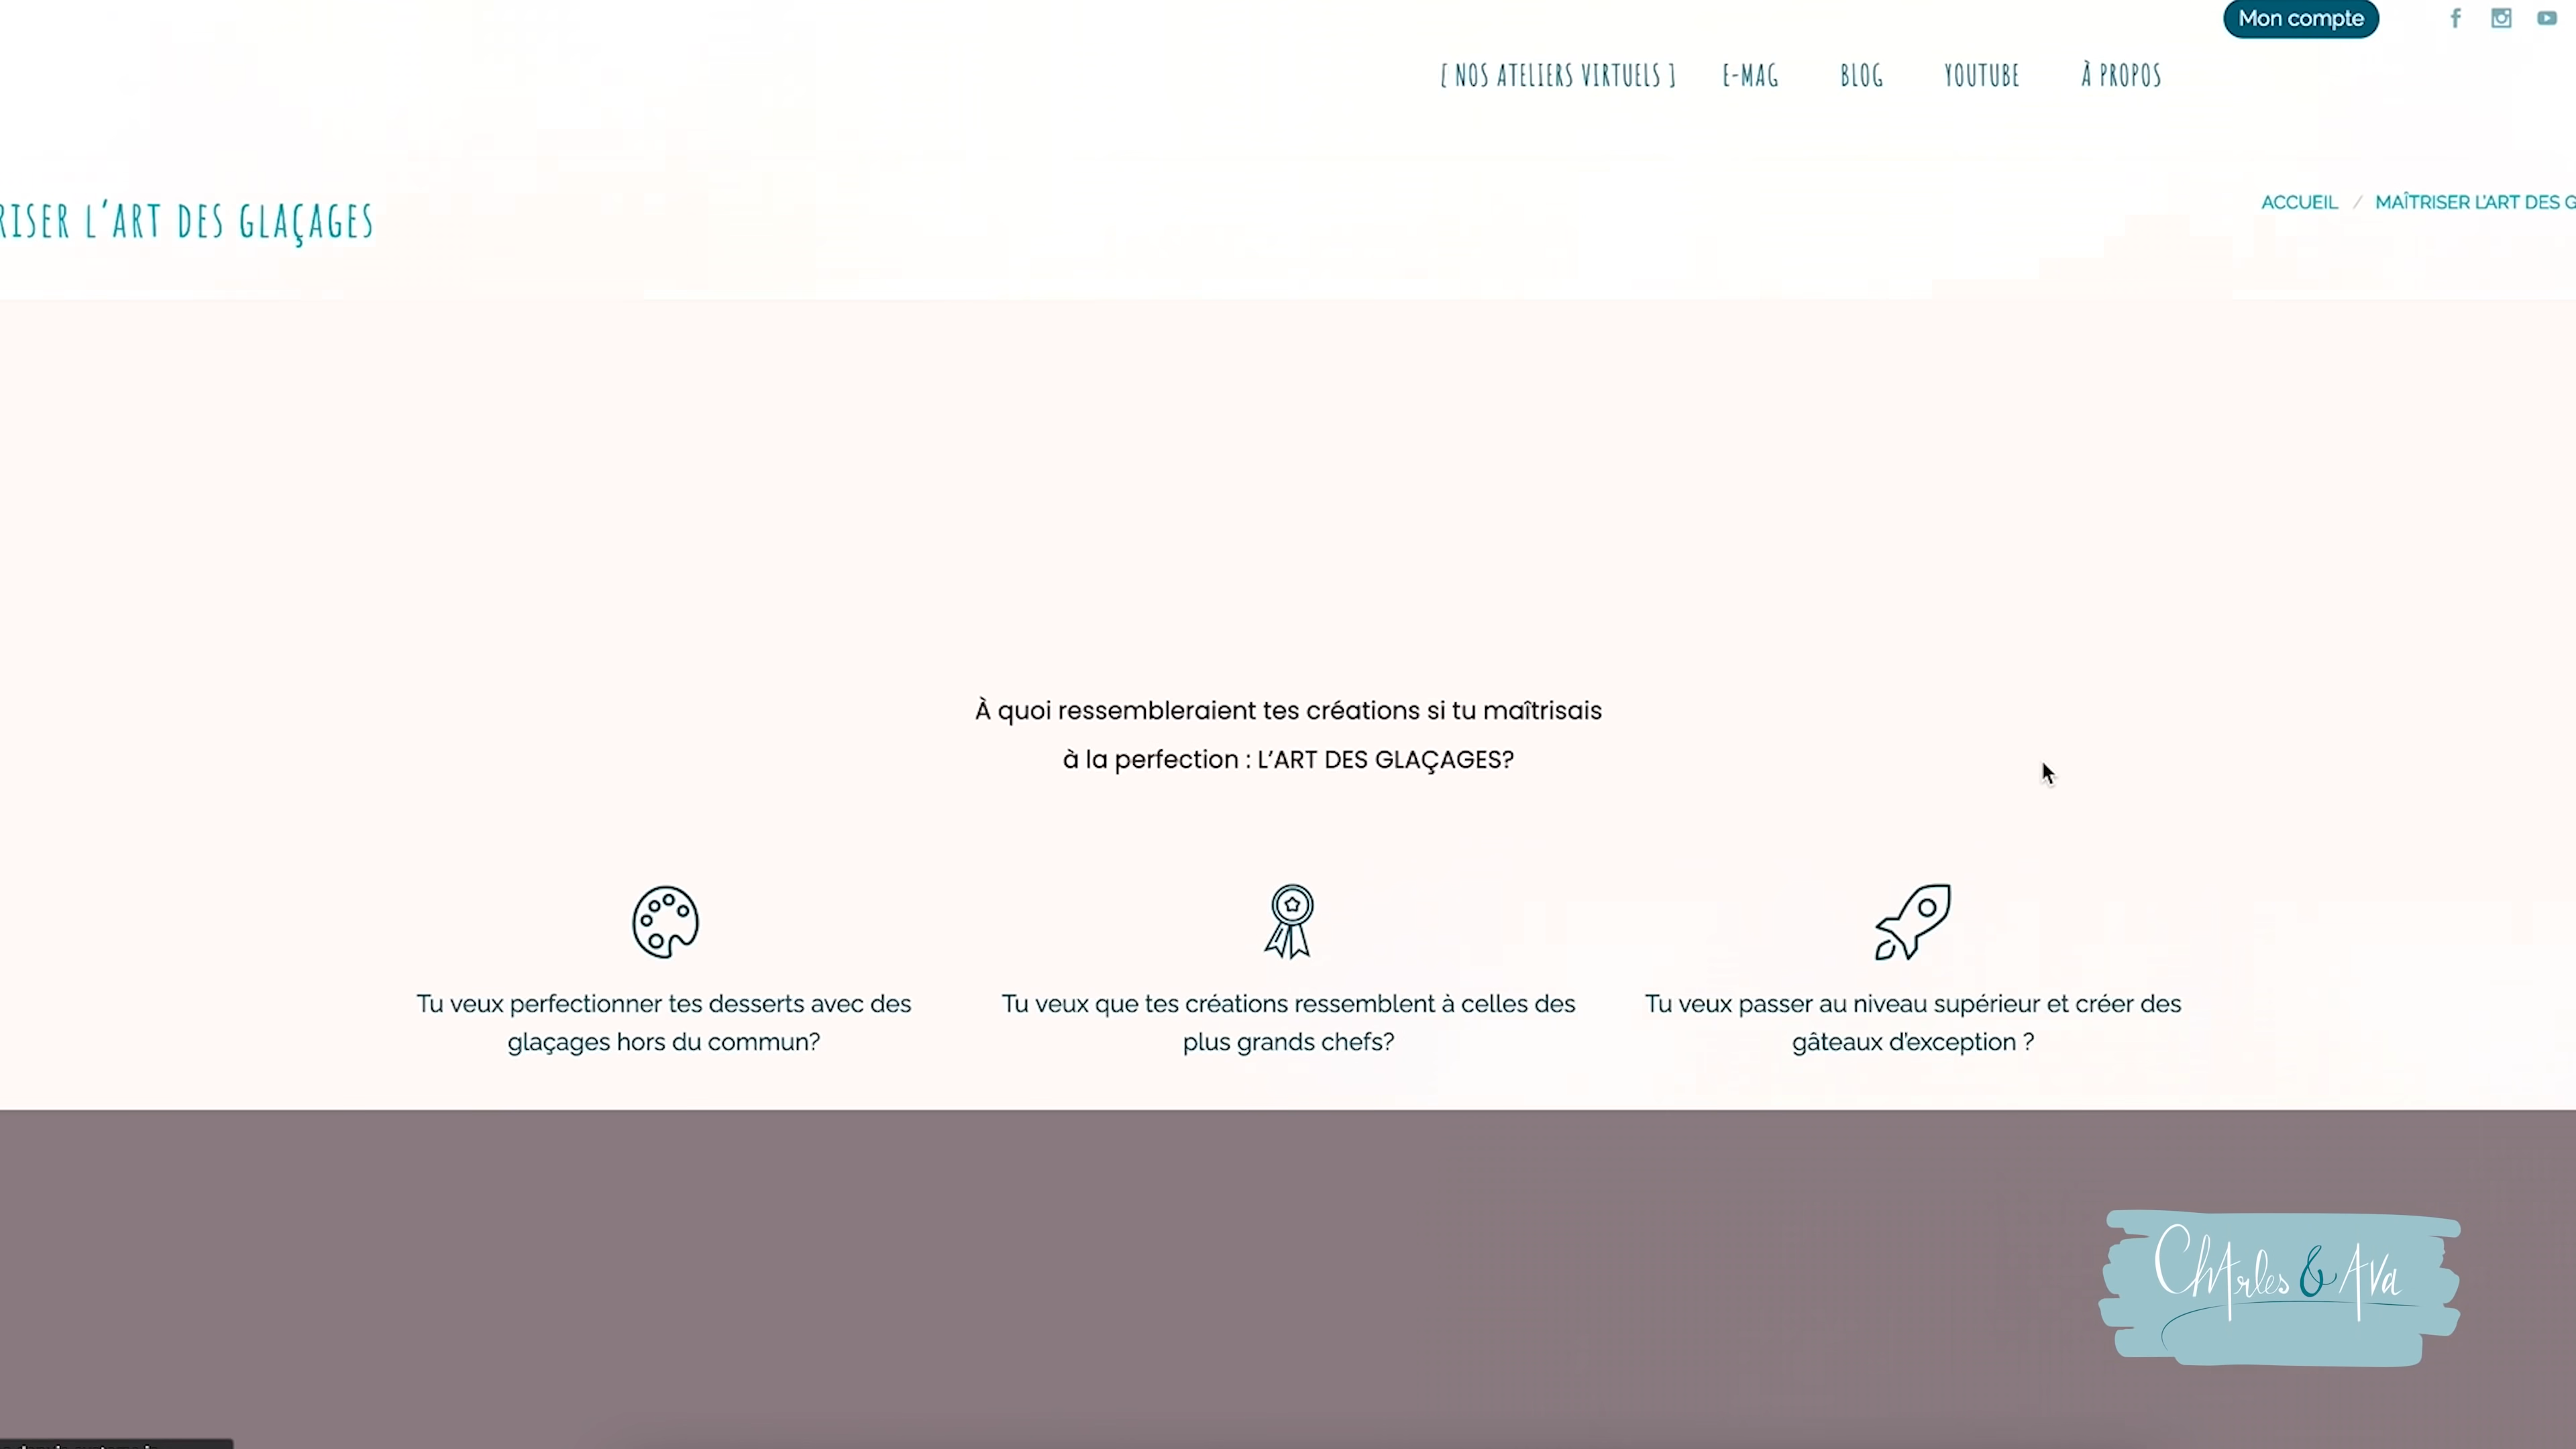 Mon compte
[ NOS ATELIERS VIRTUELS ] E-MAG BLOG YOUTUBE À PROPOS
RISER L'ART DES GLAÇAGES
ACCUEIL / MAÎTRISER L'ART DES G
À quoi ressembleraient tes créations si tu maîtrisais
à la perfection : L'ART DES GLAÇAGES?
Tu veux perfectionner tes desserts avec des
glaçages hors du commun?
Tu veux que tes créations ressemblent à celles des
plus grands chefs?
Tu veux passer au niveau supérieur et créer des
gâteaux d'exception ?
ChArles & AVa